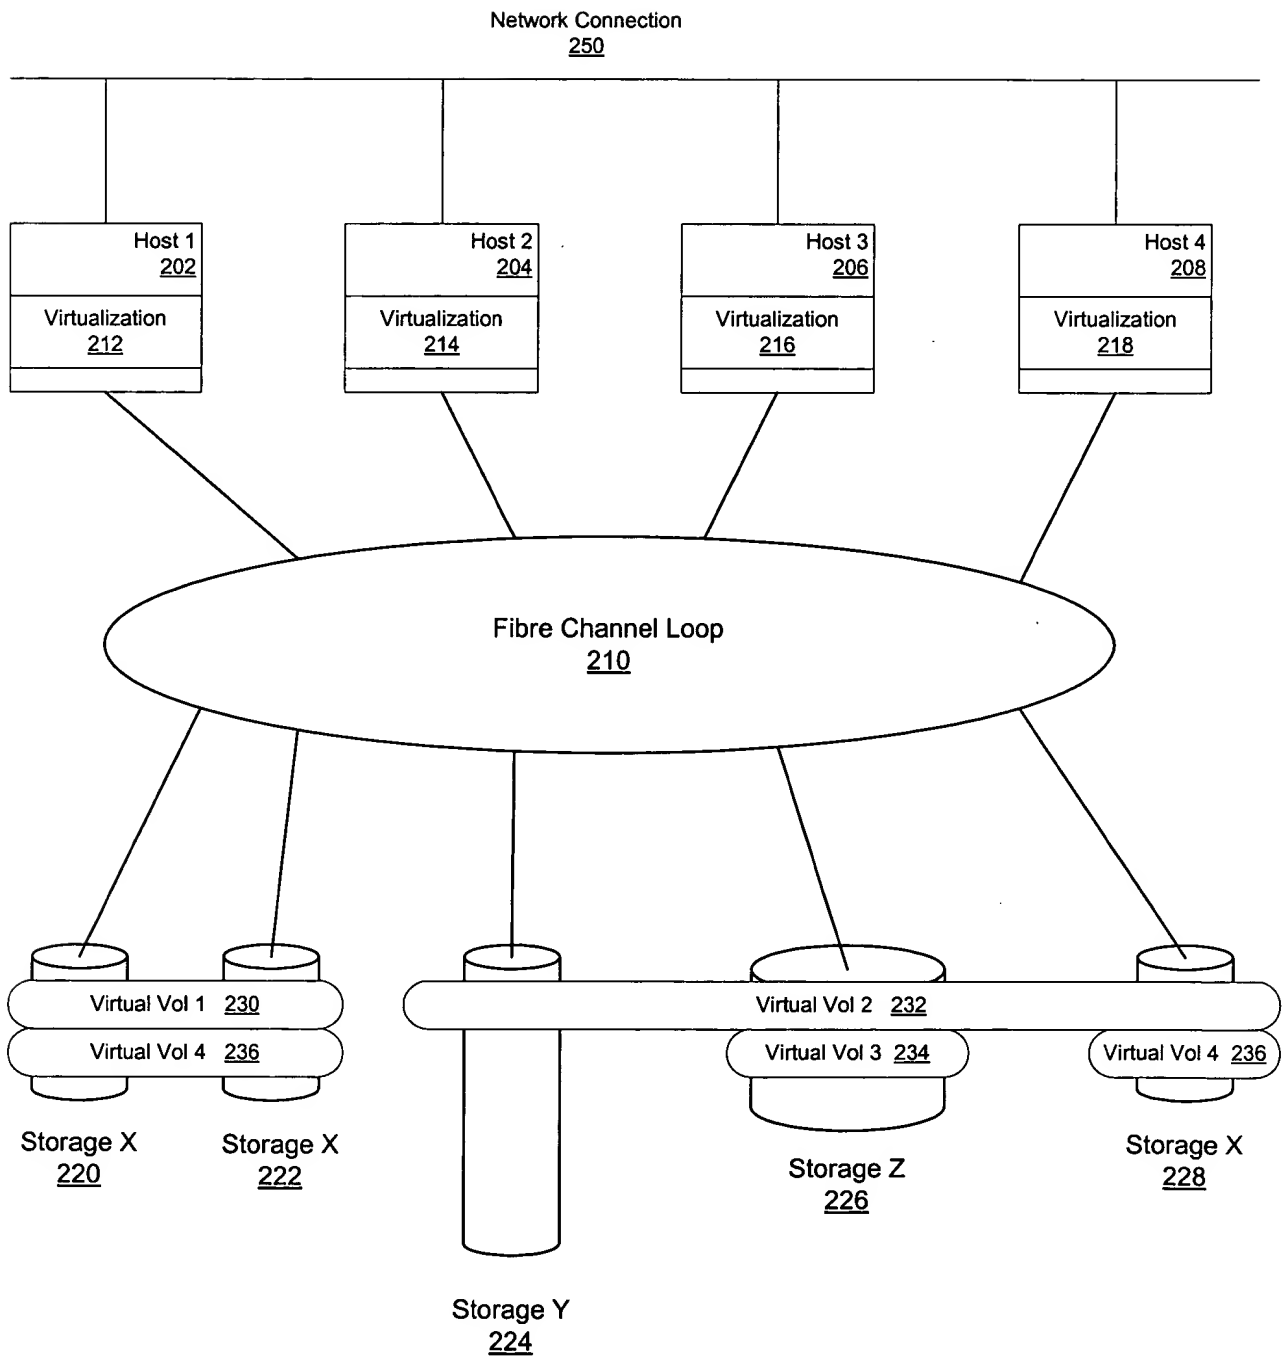 Network Connection
250
Host 1
202
Host 2
204
Host 3
206
Host 4
208
Virtualization
212
Virtualization
214
Virtualization
216
Virtualization
218
Fibre Channel Loop
210
Virtual Vol 1 230
Virtual Vol 2 232
Virtual Vol 4 236
Virtual Vol 3 234
Virtual Vol 4 236
Storage X
220
Storage X
222
Storage Z
226
Storage X
228
Storage Y
224